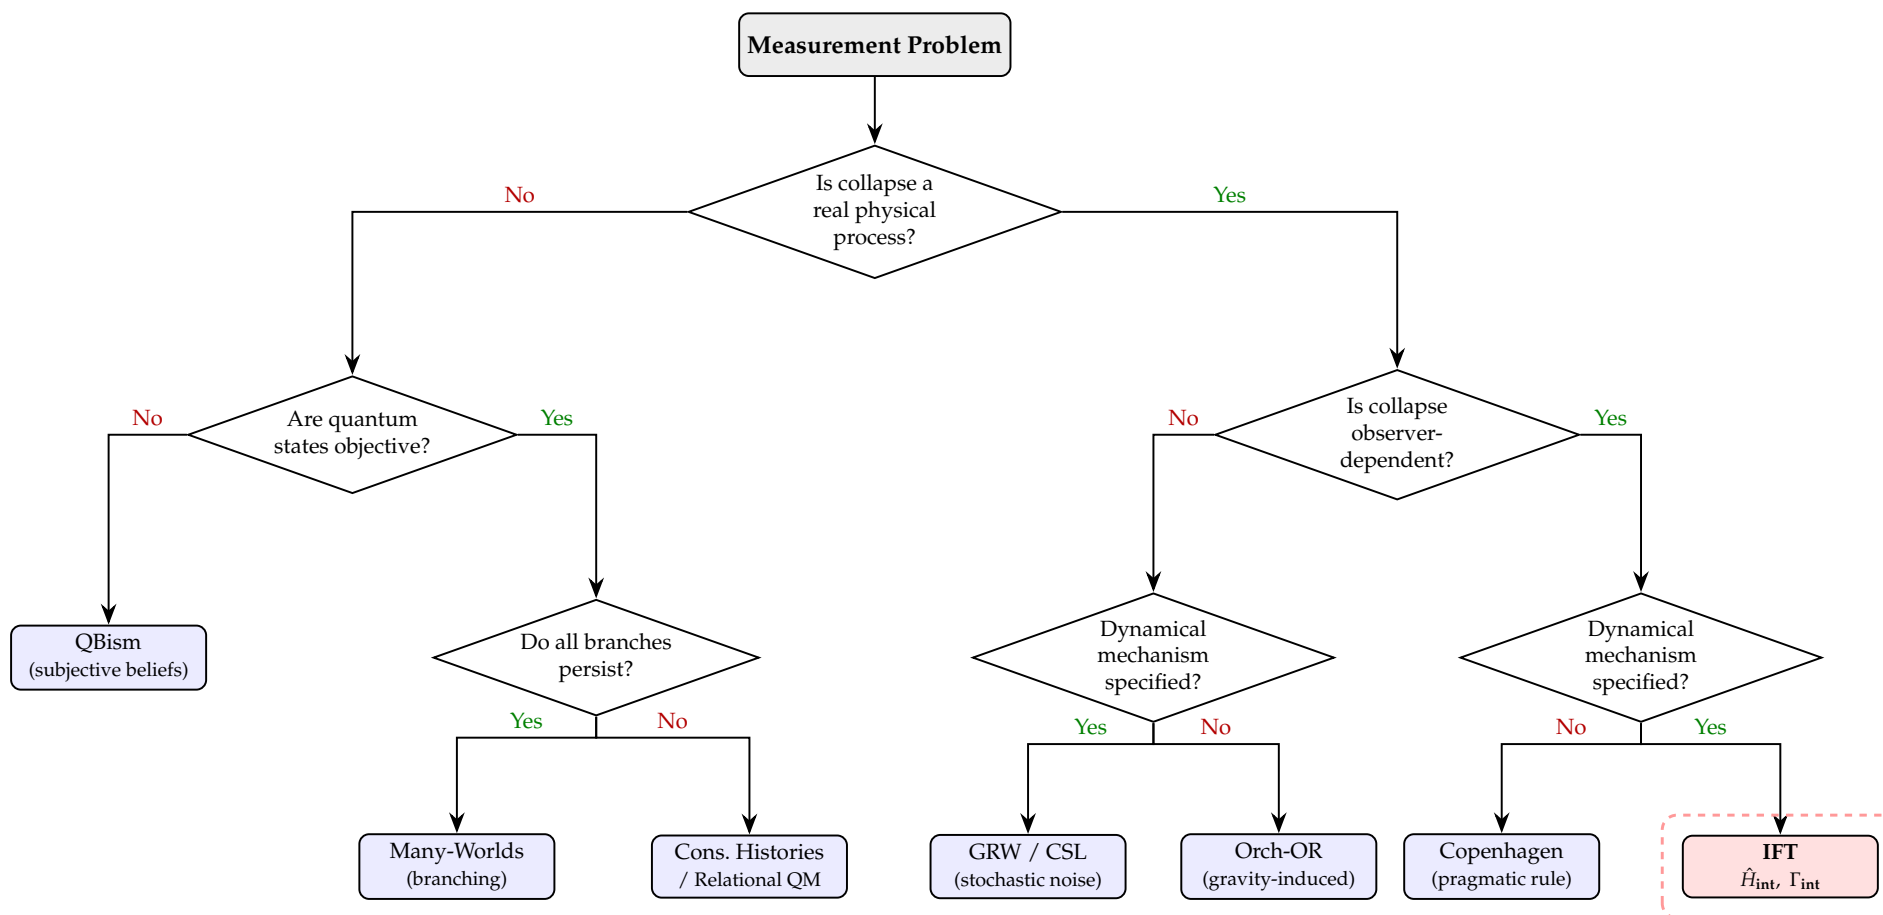 Measurement Problem
Is collapse a
real physical
process?
No
Yes
Are quantum
states objective?
No
Yes
Is collapse
observer-
dependent?
No
Yes
QBism
(subjective beliefs)
Do all branches
persist?
Yes
No
Dynamical
mechanism
specified?
Yes
No
Dynamical
mechanism
specified?
No
Yes
Many-Worlds
(branching)
Cons. Histories
/ Relational QM
GRW / CSL
(stochastic noise)
Orch-OR
(gravity-induced)
Copenhagen
(pragmatic rule)
IFT
Ĥint, Γint